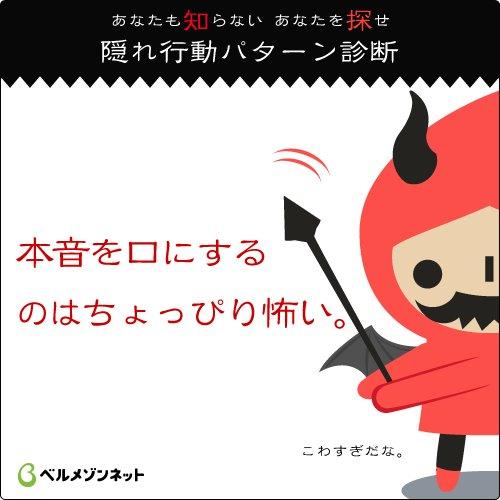 あなたも知らない あなたを探せ
隠れ行動パターン診断
本音を口にする
のはちょっぴり怖い。
こわすぎだな。
ベルメゾンネット